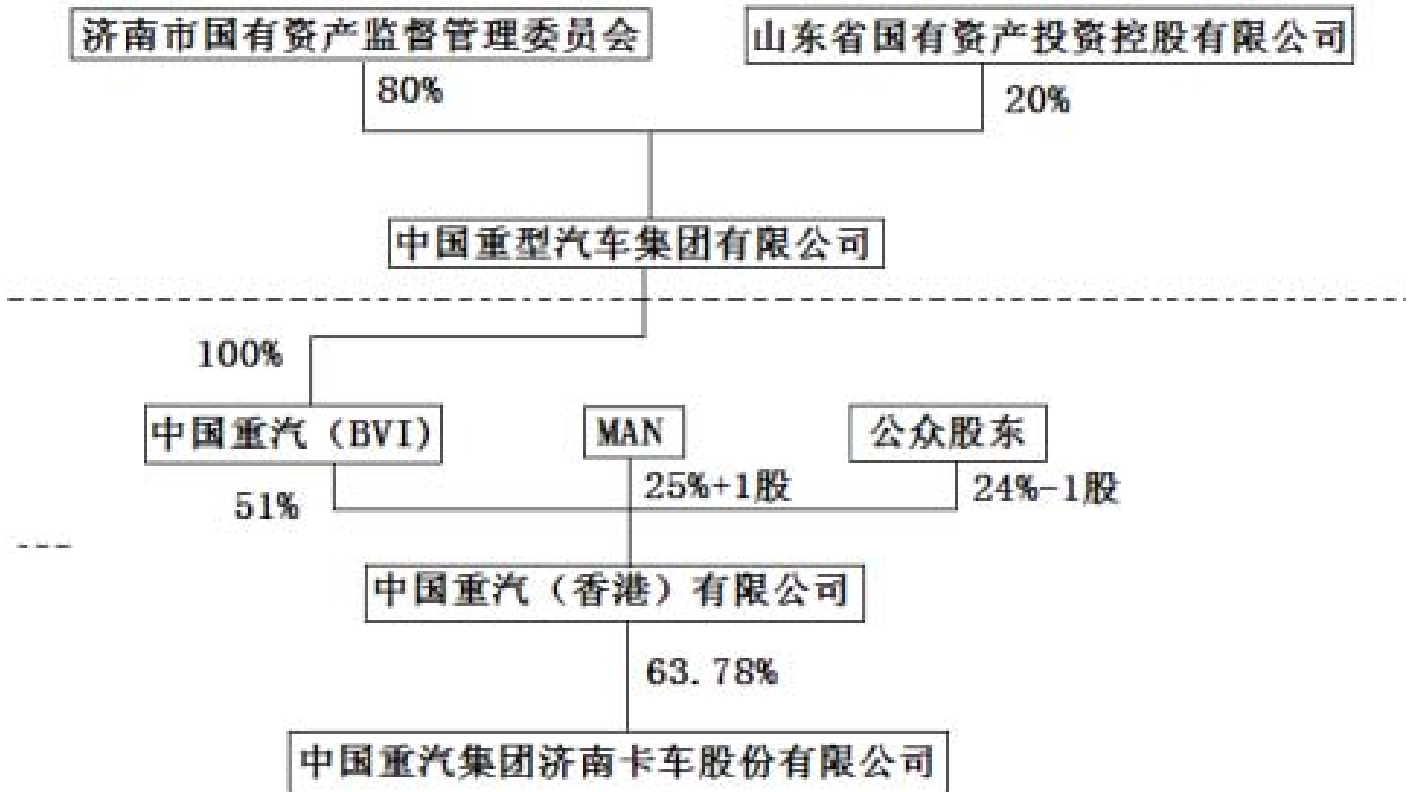 济南市国有资产监督管理委员会
山东省国有资产投资控股有限公司
80%
20%
中国重型汽车集团有限公司
100%
中国重汽（BVI）
MAN
公众股东
51%
25%+1股
24%-1股
中国重汽（香港）有限公司
63.78%
中国重汽集团济南卡车股份有限公司